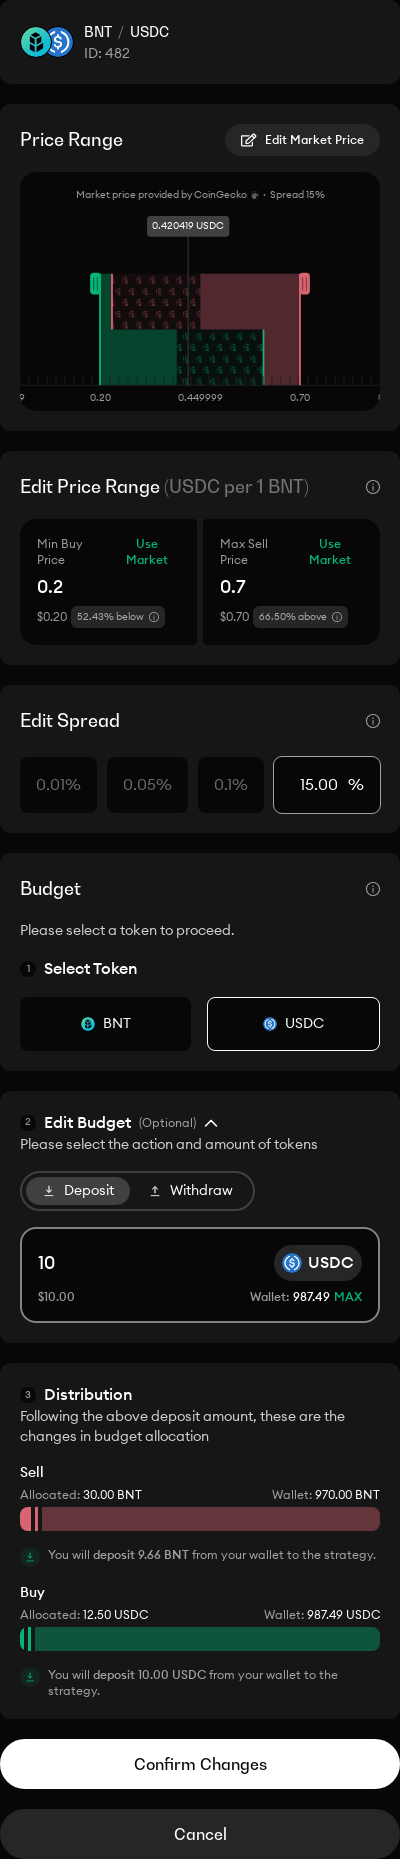 BNT / USDC
ID: 482
Price Range
Edit Market Price
Market price provided by CoinGecko · Spread 15%
0.420419 USDC
9 0.20 0.449999 0.70
Edit Price Range (USDC per 1 BNT)
Min Buy Price
Use Market
0.2
$0.20 52.43% below
Max Sell Price
Use Market
0.7
$0.70 66.50% above
Edit Spread
0.01% 0.05% 0.1% 15.00 %
Budget
Please select a token to proceed.
1 Select Token
BNT USDC
2 Edit Budget (Optional)
Please select the action and amount of tokens
Deposit Withdraw
10 USDC
$10.00 Wallet: 987.49 MAX
3 Distribution
Following the above deposit amount, these are the
changes in budget allocation
Sell
Allocated: 30.00 BNT Wallet: 970.00 BNT
You will deposit 9.66 BNT from your wallet to the strategy.
Buy
Allocated: 12.50 USDC Wallet: 987.49 USDC
You will deposit 10.00 USDC from your wallet to the
strategy.
Confirm Changes
Cancel